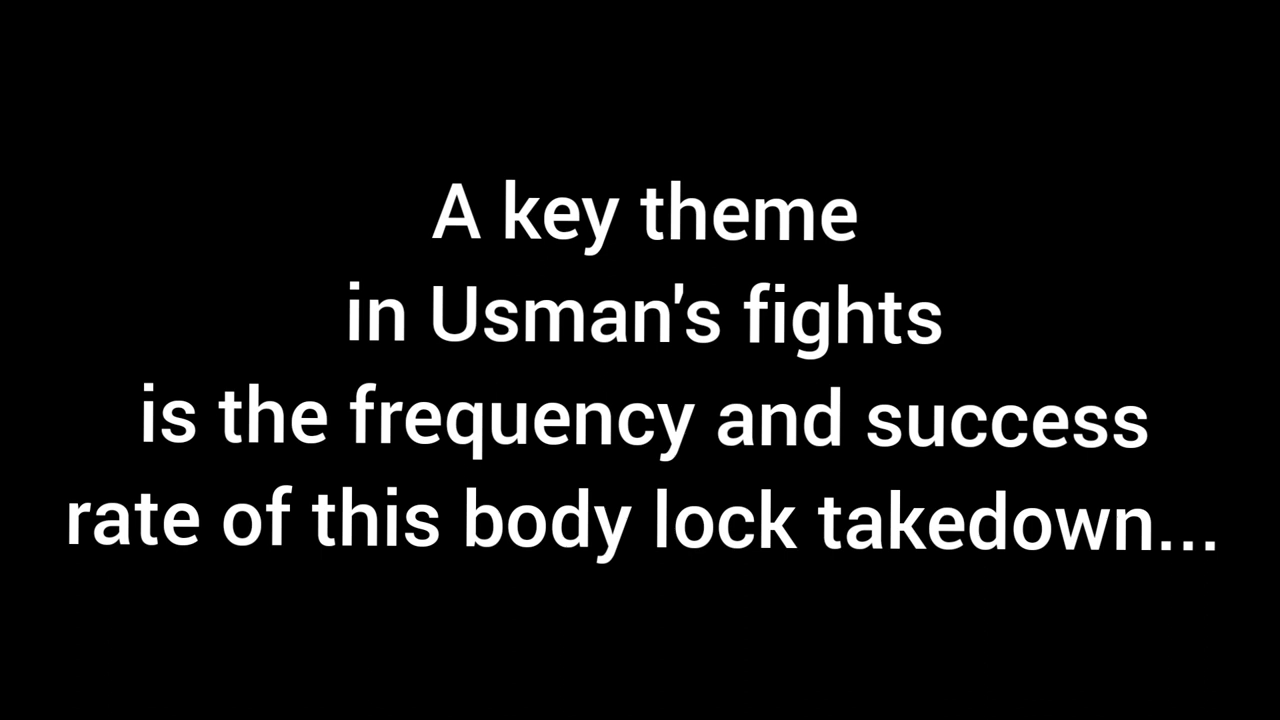 A key theme
in Usman's fights
is the frequency and success
rate of this body lock takedown...